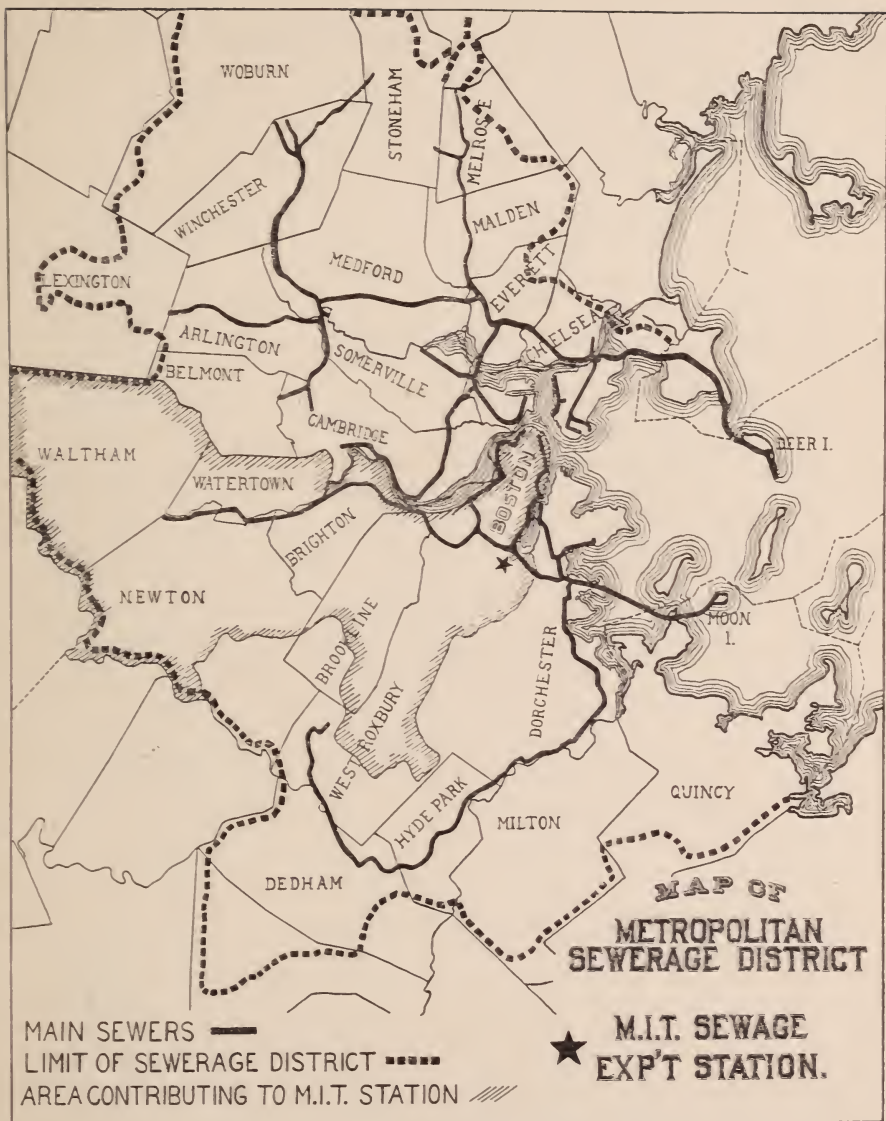 WOBURN
STONEHAM
MELROSE
WINCHESTER
MALDEN
MEDFORD
LEXINGTON
EVERETT
CHELSEA
ARLINGTON
SOMERVILLE
BELMONT
CAMBRIDGE
DEER I.
WALTHAM
WATERTOWN
BOSTON
BRIGHTON
NEWTON
MOON
I.
BROOKLINE
DORCHESTER
WEST ROXBURY
HYDE PARK
MILTON
QUINCY
DEDHAM
MAP OF
METROPOLITAN
SEWERAGE DISTRICT
MAIN SEWERS
LIMIT OF SEWERAGE DISTRICT
AREA CONTRIBUTING TO M.I.T. STATION
M.I.T. SEWAGE
EXP'T STATION.